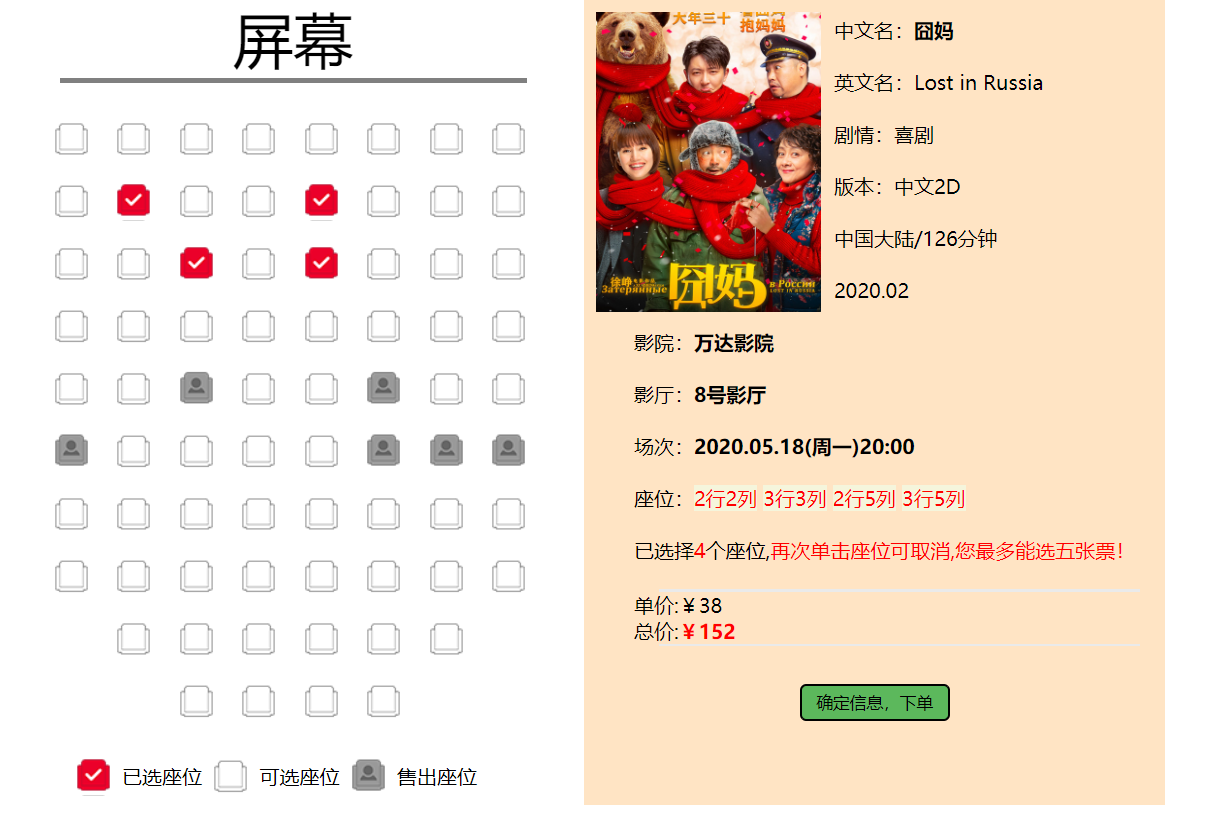 屏幕
已选座位 可选座位 售出座位
大年三十
抱妈妈
徐峥
囧妈
в России
LOST IN RUSSIA
Затерянные
中文名：囧妈
英文名：Lost in Russia
剧情：喜剧
版本：中文2D
中国大陆/126分钟
2020.02
影院：万达影院
影厅：8号影厅
场次：2020.05.18(周一)20:00
座位：2行2列 3行3列 2行5列 3行5列
已选择4个座位,再次单击座位可取消,您最多能选五张票！
单价:￥38
总价:￥152
确定信息，下单